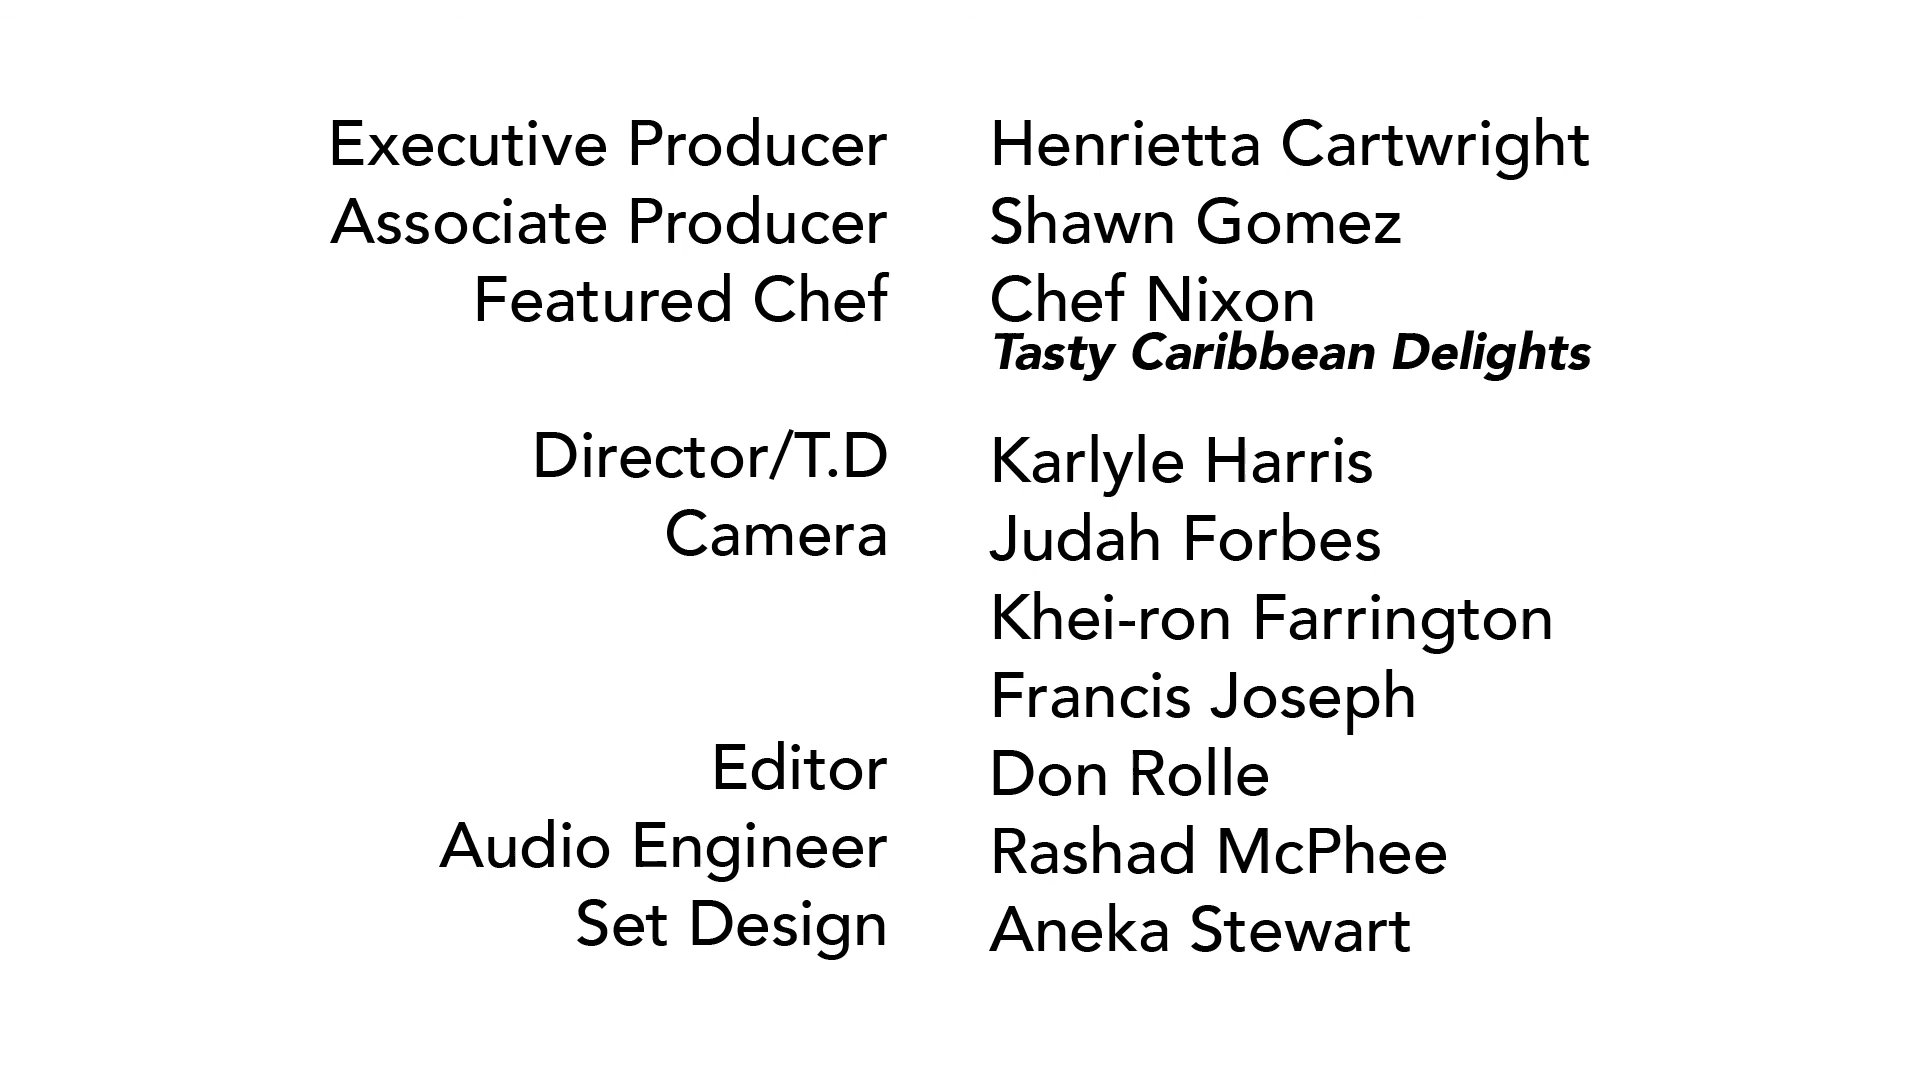 Executive Producer Henrietta Cartwright
Associate Producer Shawn Gomez
Featured Chef Chef Nixon
Tasty Caribbean Delights
Director/T.D Karlyle Harris
Camera Judah Forbes
Khei-ron Farrington
Francis Joseph
Editor Don Rolle
Audio Engineer Rashad McPhee
Set Design Aneka Stewart